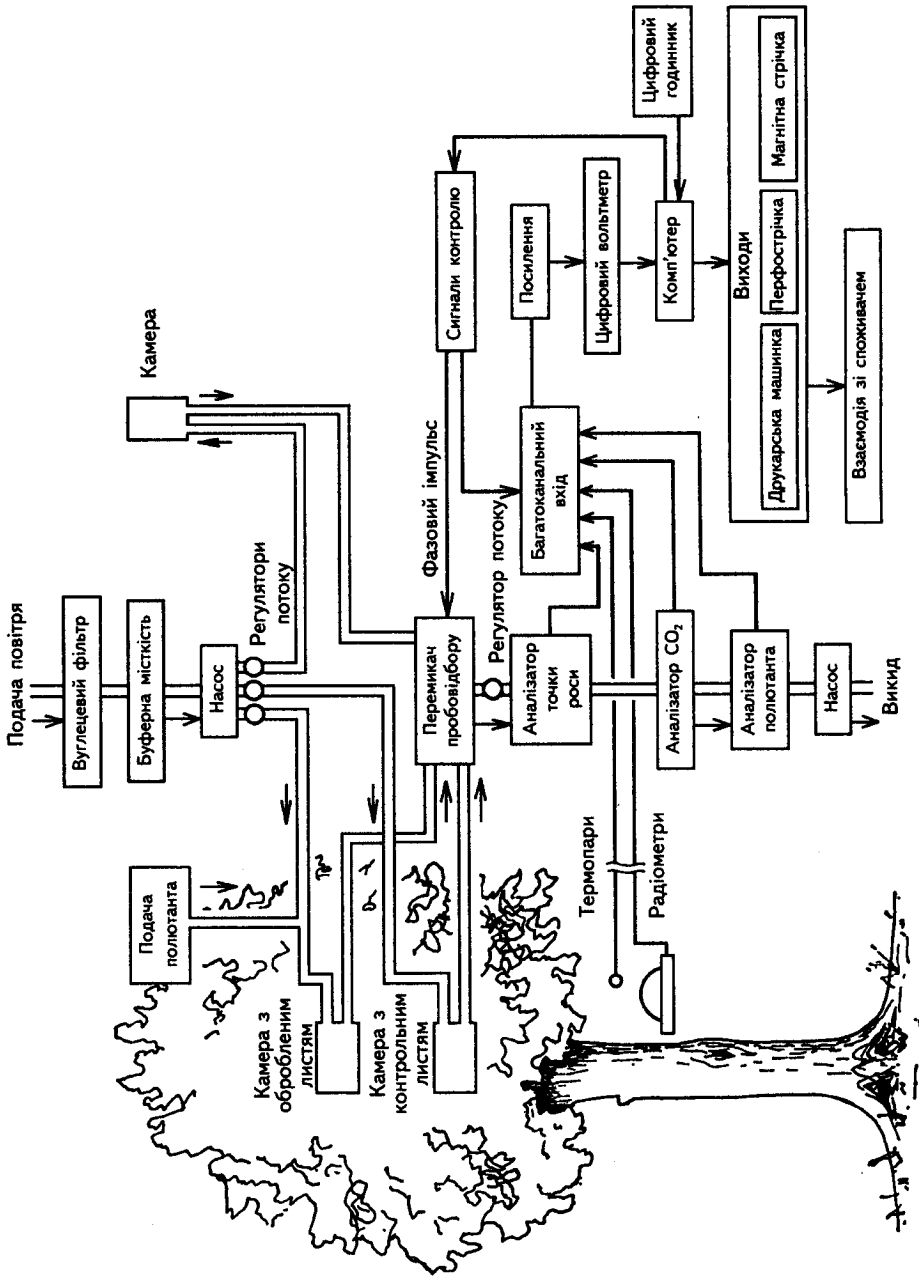 Подача повітря
Вуглецевий фільтр
Буферна місткість
Насос
Регулятори
потоку
Камера
Подача
полютанта
Камера з
обробленим
листям
Камера з
контрольним
листям
Перемикач
пробовідбору
Фазовий імпульс
Сигнали контролю
Регулятор потоку
Аналізатор
точки
роси
Багатоканальний
вхід
Посилення
Цифровий вольтметр
Комп'ютер
Цифровий
годинник
Термопари
Радіометри
Аналізатор CO₂
Аналізатор
полютанта
Насос
Викид
Виходи
Друкарська машинка
Перфострічка
Магнітна стрічка
Взаємодія зі споживачем